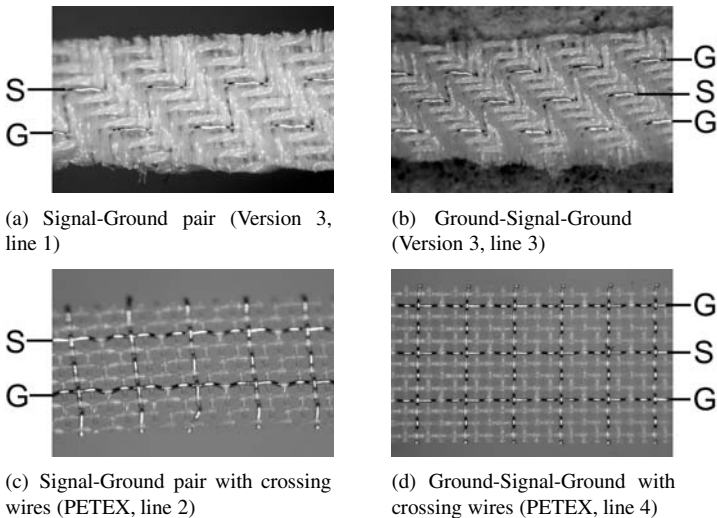 S
G
G
S
G
(a) Signal-Ground pair (Version 3,
line 1)
(b) Ground-Signal-Ground
(Version 3, line 3)
S
G
G
S
G
(c) Signal-Ground pair with crossing
wires (PETEX, line 2)
(d) Ground-Signal-Ground with
crossing wires (PETEX, line 4)